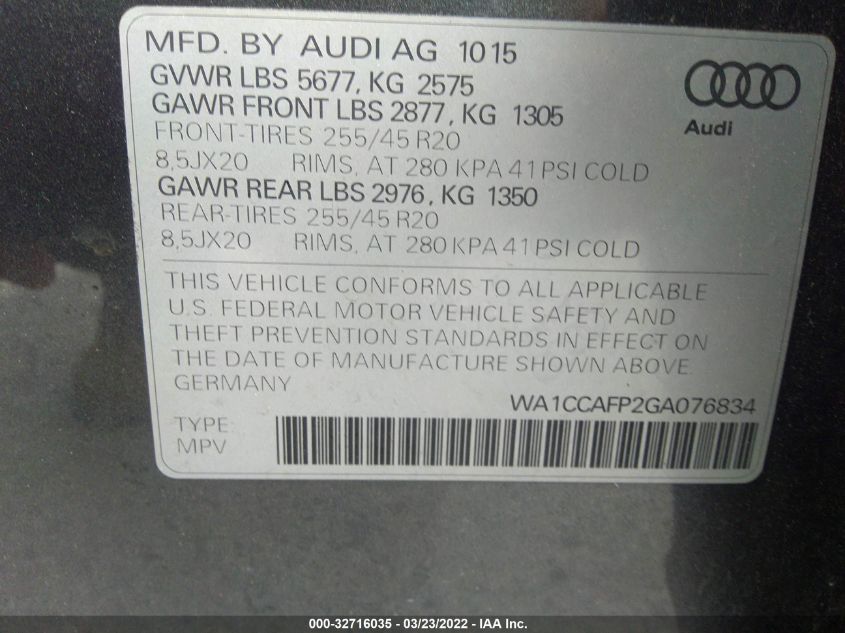 MFD. BY AUDI AG 10 15
GVWR LBS 5677, KG 2575
GAWR FRONT LBS 2877, KG 1305
FRONT-TIRES 255/45 R20
8,5JX20 RIMS, AT 280 KPA 41 PSI COLD
GAWR REAR LBS 2976, KG 1350
REAR-TIRES 255/45 R20
8,5JX20 RIMS, AT 280 KPA 41 PSI COLD
Audi
THIS VEHICLE CONFORMS TO ALL APPLICABLE
U.S. FEDERAL MOTOR VEHICLE SAFETY AND
THEFT PREVENTION STANDARDS IN EFFECT ON
THE DATE OF MANUFACTURE SHOWN ABOVE.
GERMANY
WA1CCAFP2GA076834
TYPE:
MPV
000-32716035 - 03/23/2022 - IAA Inc.